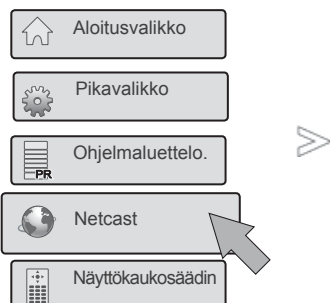 Aloitusvalikko
Pikavalikko
Ohjelmaluettelo.
PR
Netcast
Näyttökaukosäädin